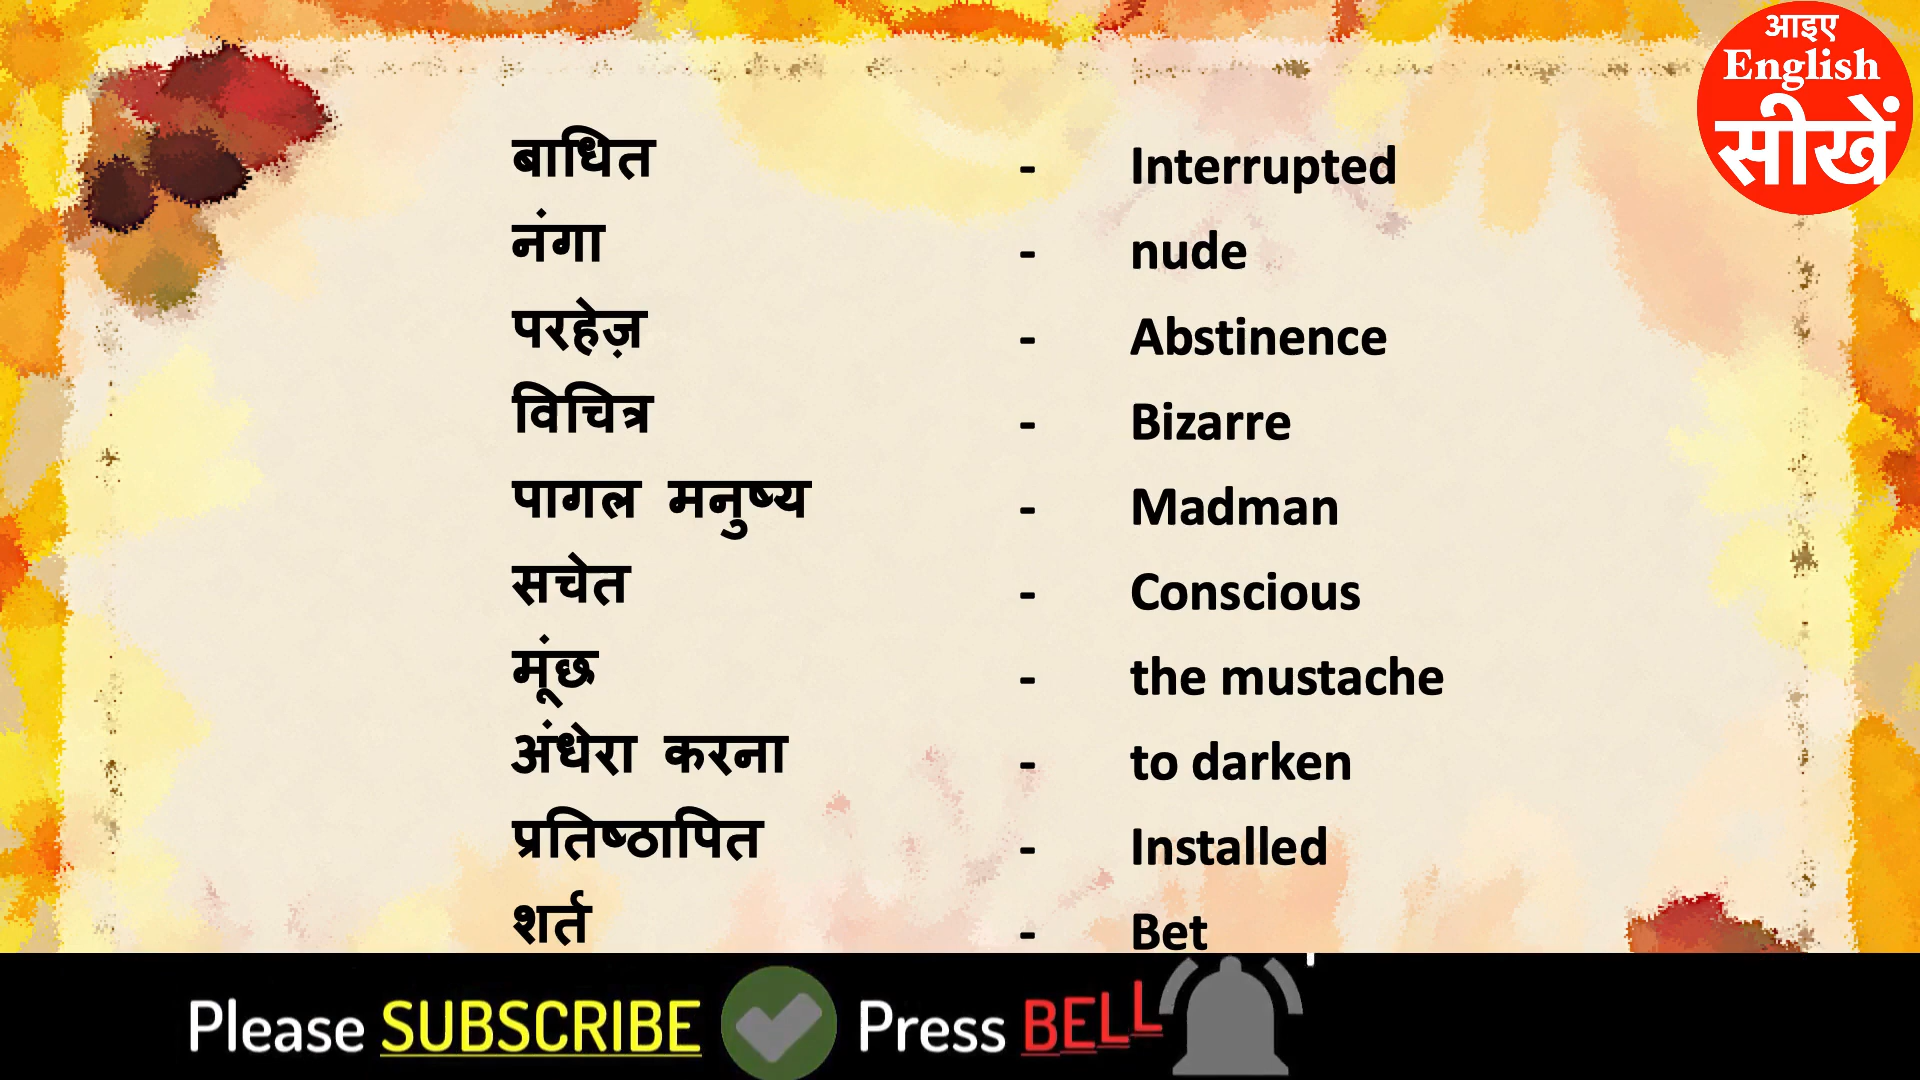 आइए
English
सीखें
बाधित - Interrupted
नंगा - nude
परहेज़ - Abstinence
विचित्र - Bizarre
पागल मनुष्य - Madman
सचेत - Conscious
मूंछ - the mustache
अंधेरा करना - to darken
प्रतिष्ठापित - Installed
शर्त - Bet
Please SUBSCRIBE Press BELL